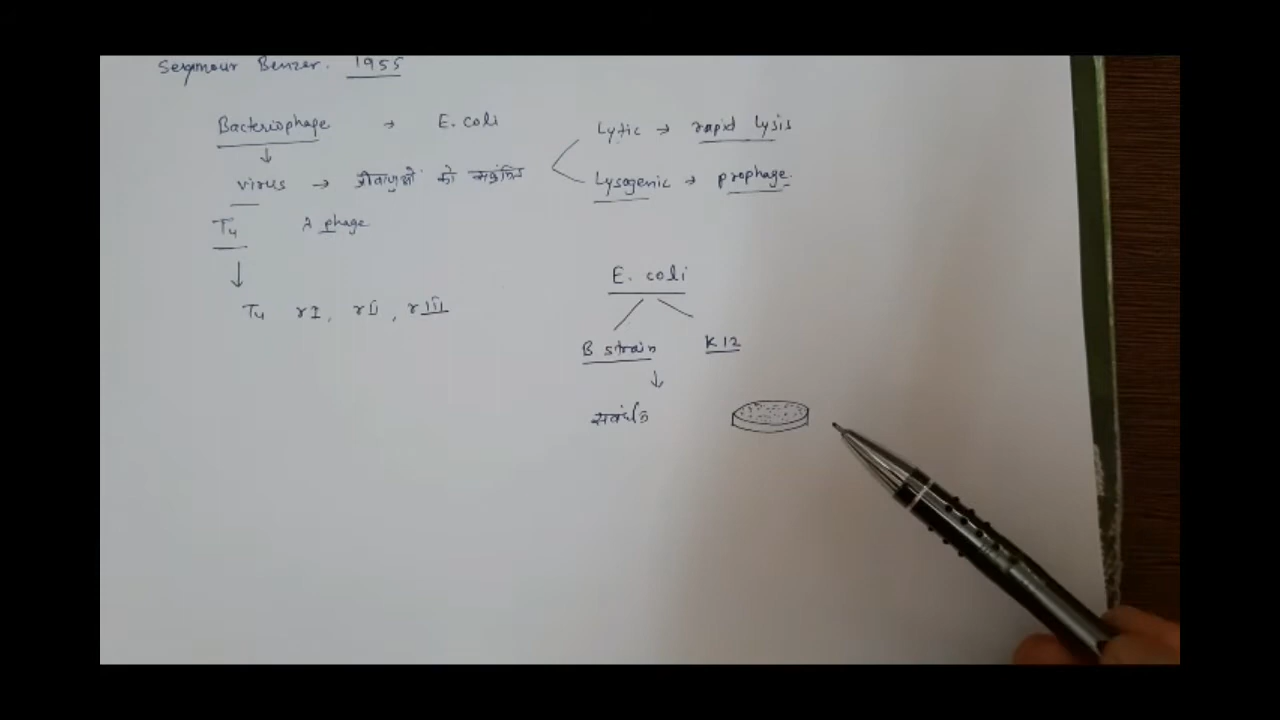 Seymour Benzer. 1955
Bacteriophage → E. coli
Lytic → rapid Lysis
virus → जीवाणुओं को संक्रमित
Lysogenic → prophage.
T4 λ phage
E. coli
T4 rI, rII, rIII
B strain K12
सवंर्धित